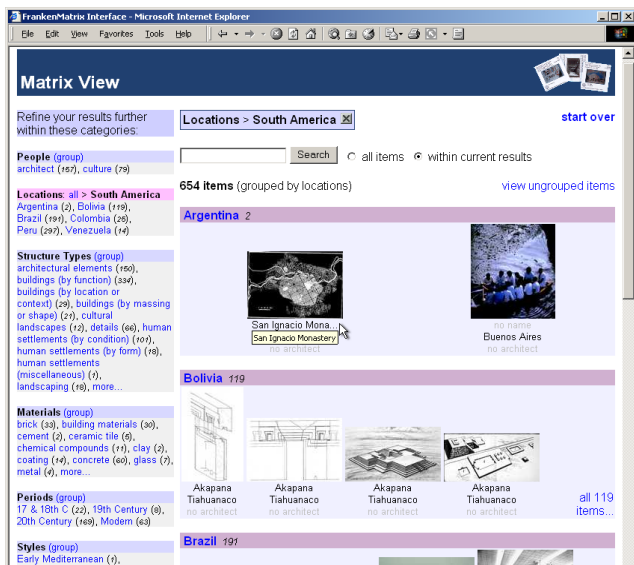 FrankenMatrix Interface - Microsoft Internet Explorer
File Edit View Favorites Tools Help
Matrix View
Refine your results further
within these categories:
People (group)
architect (157), culture (79)
Locations: all > South America
Argentina (2), Bolivia (119),
Brazil (191), Colombia (25),
Peru (297), Venezuela (14)
Structure Types (group)
architectural elements (150),
buildings (by function) (334),
buildings (by location or
context) (29), buildings (by massing
or shape) (21), cultural
landscapes (12), details (66), human
settlements (by condition) (101),
human settlements (by form) (18),
human settlements
(miscellaneous) (1),
landscaping (18), more...
Materials (group)
brick (33), building materials (30),
cement (2), ceramic tile (5),
chemical compounds (11), clay (2),
coating (14), concrete (60), glass (7),
metal (4), more...
Periods (group)
17 & 18th C (22), 19th Century (8),
20th Century (169), Modern (63)
Styles (group)
Early Mediterranean (1),
Locations > South America
start over
Search all items within current results
654 items (grouped by locations) view ungrouped items
Argentina 2
San Ignacio Mona...
San Ignacio Monastery
no architect
no name
Buenos Aires
no architect
Bolivia 119
Akapana Akapana Akapana Akapana
Tiahuanaco Tiahuanaco Tiahuanaco Tiahuanaco
no architect no architect no architect no architect
all 119
items...
Brazil 191